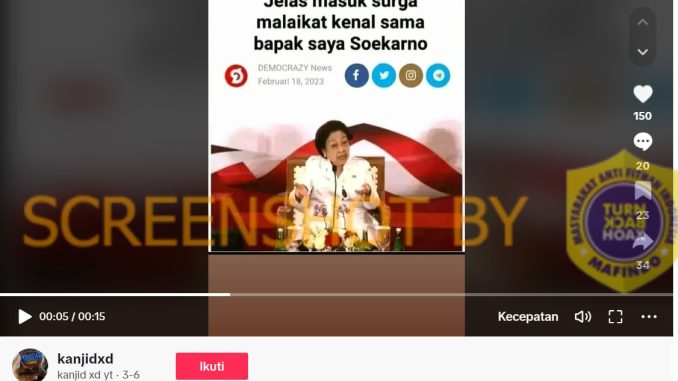 Jelas masuk surga
malaikat kenal sama
bapak saya Soekarno
DEMOCRAZY News
Februari 18, 2023
150
20
23
34
SCREENSHOT BY
MASYARAKAT ANTI FITNAH INDONESIA
TURN
BACK
HOAX
MAFINDO
00:05 / 00:15
Kecepatan
kanjidxd
kanjid xd yt · 3-6
Ikuti